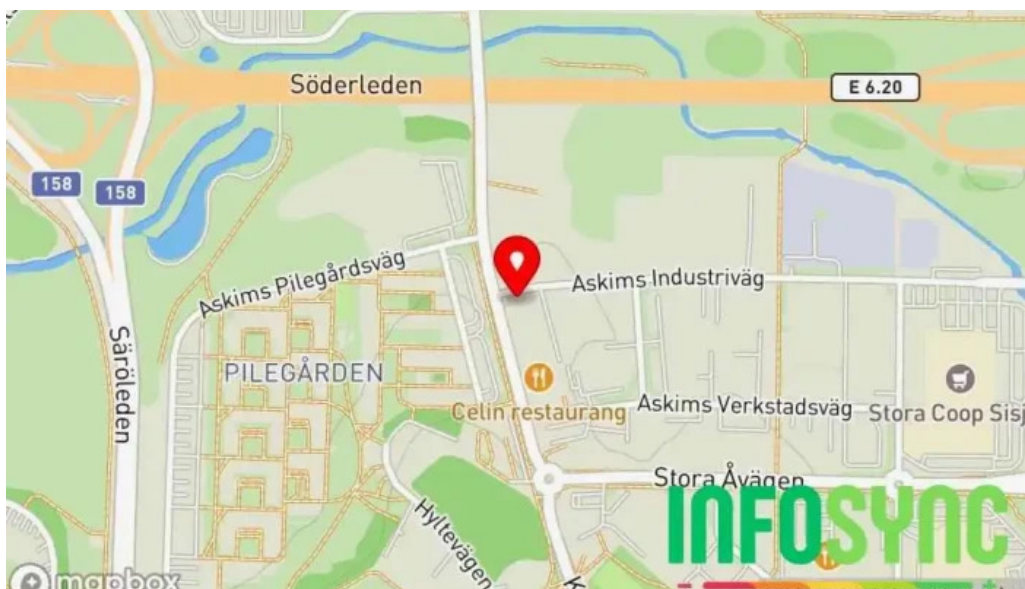 Söderleden
E 6.20
158
158
Askims Pilegårdsväg
Askims Industriväg
Säröleden
PILEGÅRDEN
Celin restaurang
Askims Verkstadsväg
Stora Coop Sisj
Stora Åvägen
Hyltevägen
K
INFOSYNC
mapbox